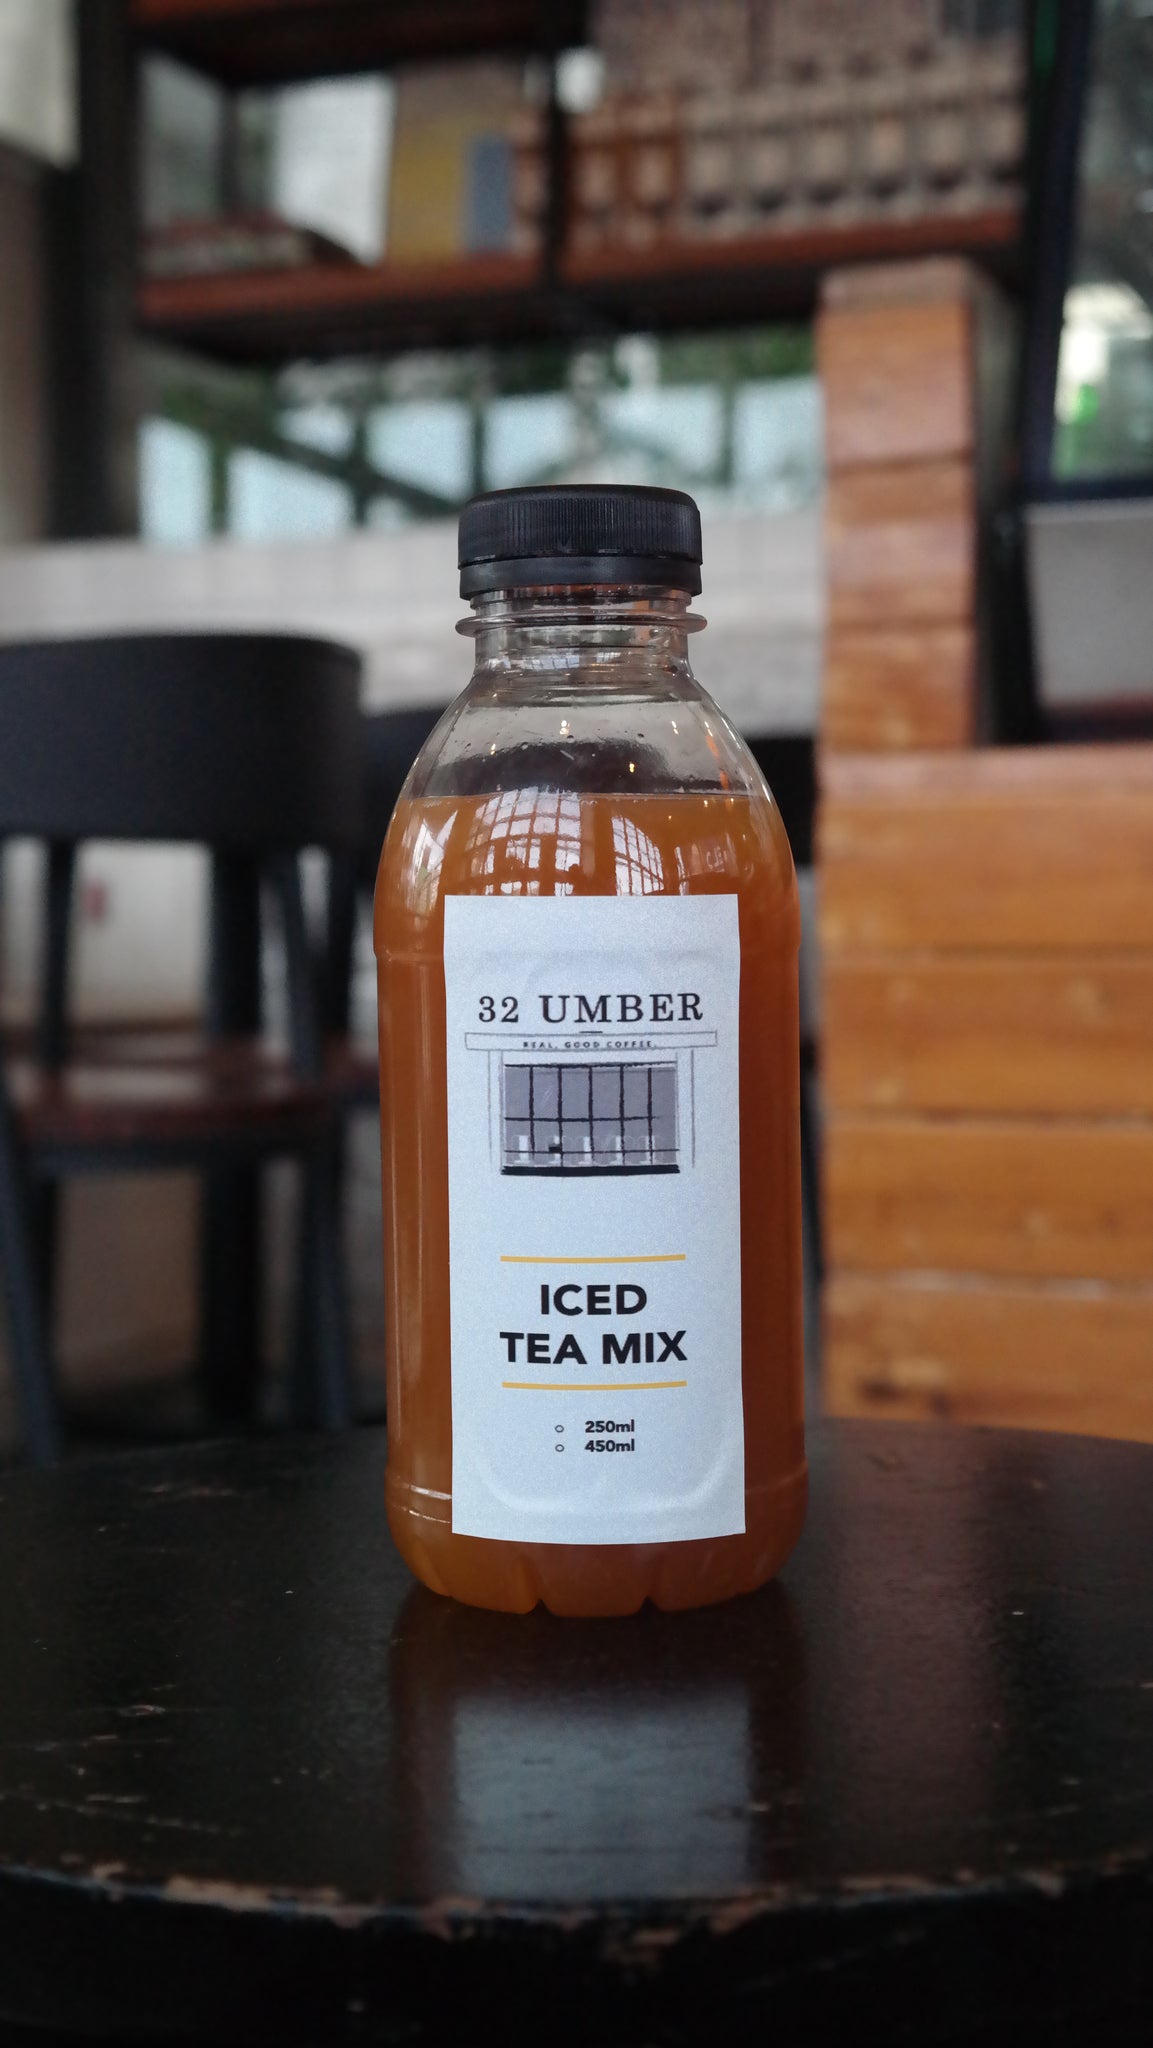 32 UMBER
REAL. GOOD COFFEE.
ICED
TEA MIX
250ml
450ml